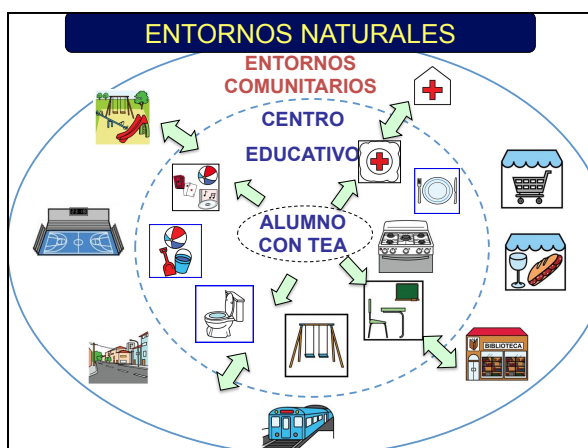 ENTORNOS NATURALES
ENTORNOS
COMUNITARIOS
CENTRO
EDUCATIVO
ALUMNO
CON TEA
BIBLIOTECA